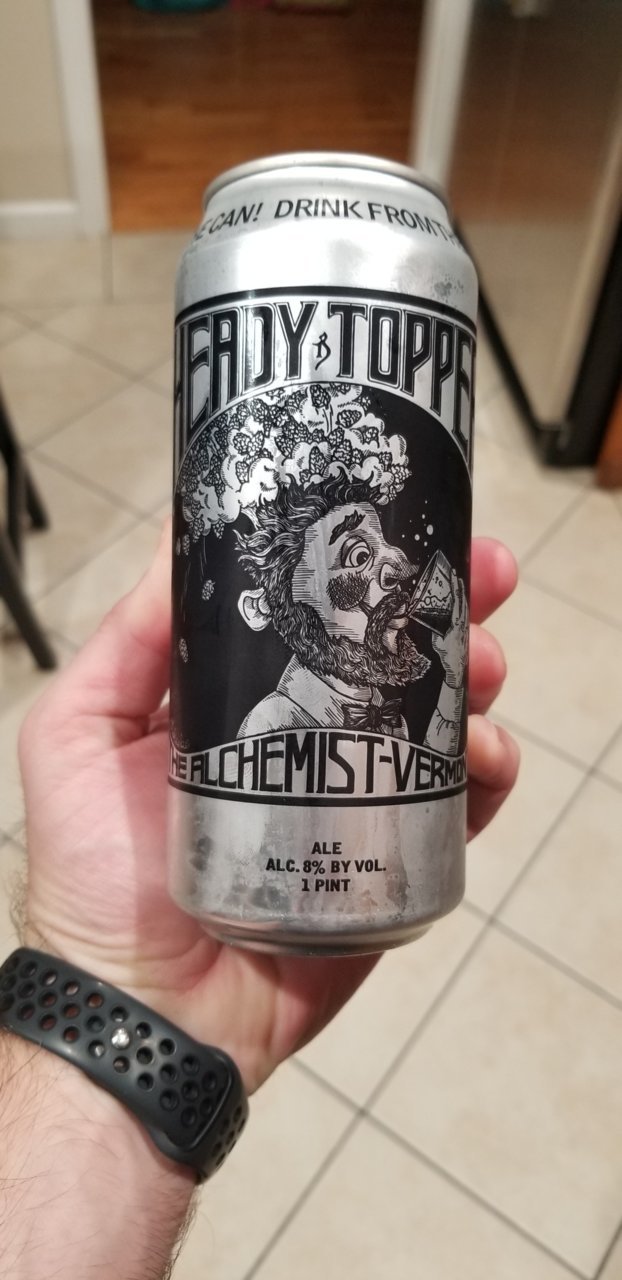 E CAN! DRINK FROM T
HEADY TOPPE
HE ALCHEMIST-VERMON
ALE
ALC. 8% BY VOL.
1 PINT